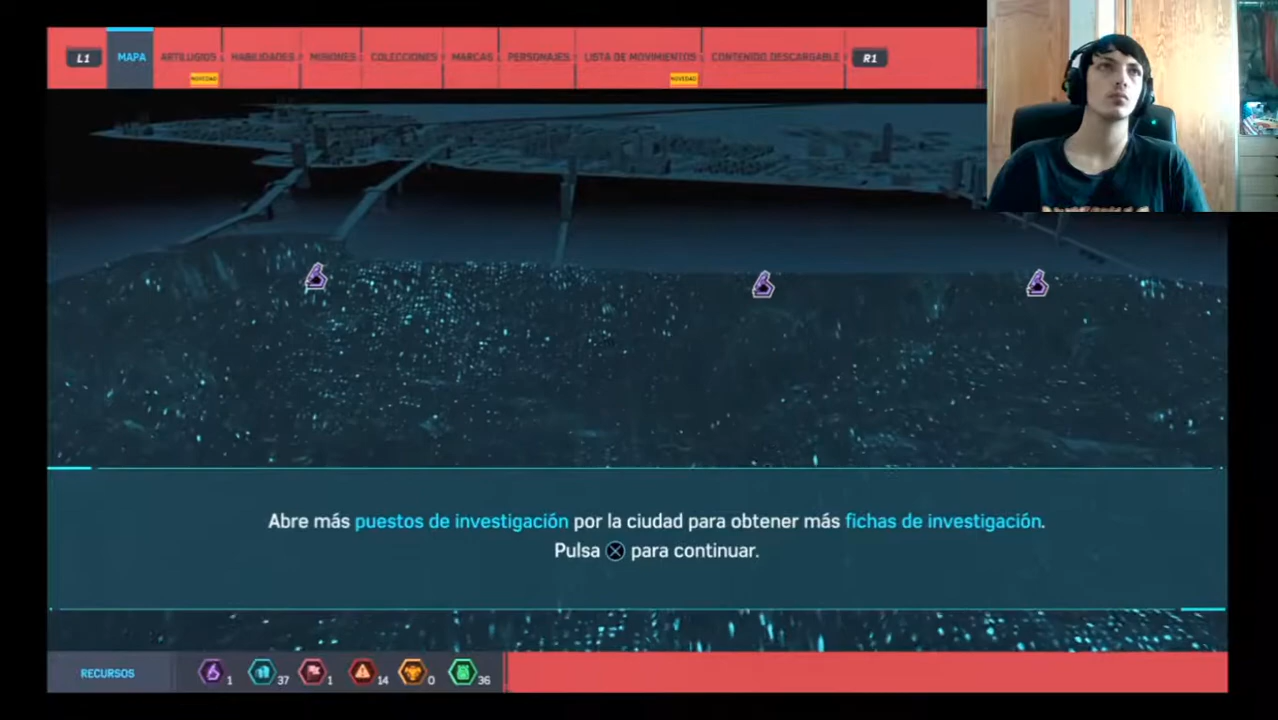 L1 MAPA ARTILUGIOS HABILIDADES MISIONES COLECCIONES MARCAS PERSONAJES LISTA DE MOVIMIENTOS CONTENIDO DESCARGABLE R1
NOVEDAD NOVEDAD
Abre más puestos de investigación por la ciudad para obtener más fichas de investigación.
Pulsa para continuar.
RECURSOS 1 37 1 14 0 36